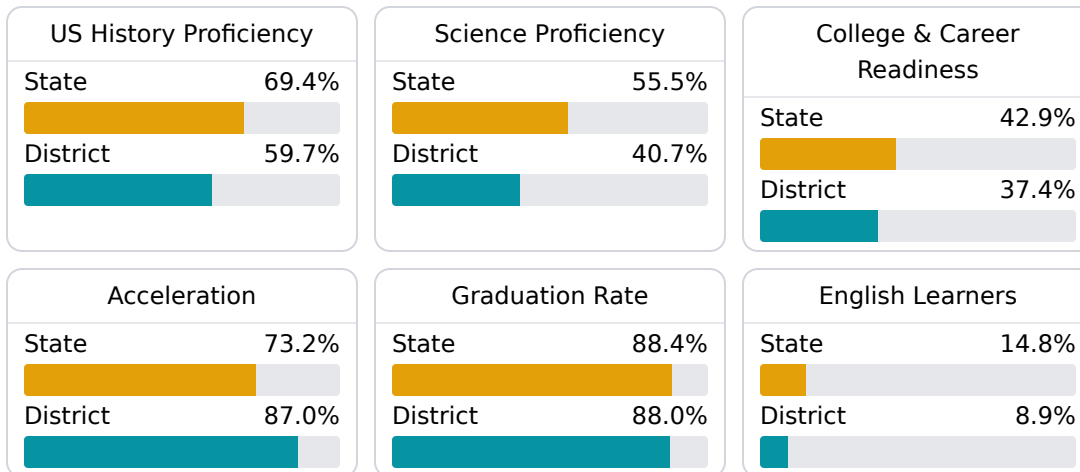 US History Proficiency
State 69.4%
District 59.7%
Science Proficiency
State 55.5%
District 40.7%
College & Career
Readiness
State 42.9%
District 37.4%
Acceleration
State 73.2%
District 87.0%
Graduation Rate
State 88.4%
District 88.0%
English Learners
State 14.8%
District 8.9%